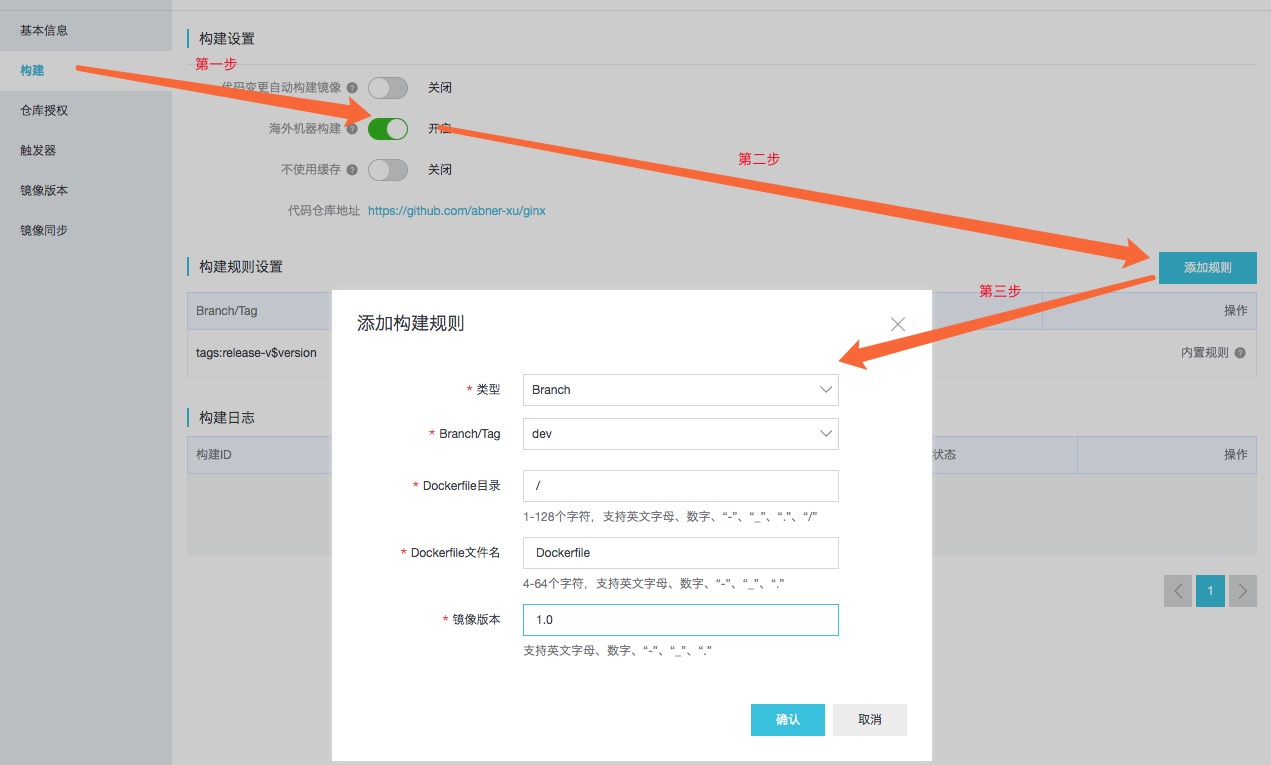 基本信息
构建
仓库授权
触发器
镜像版本
镜像同步
构建设置
第一步
代码变更自动构建镜像 ? 关闭
海外机器构建 ? 开启
不使用缓存 ? 关闭
代码仓库地址 https://github.com/abner-xu/ginx
第二步
构建规则设置
添加规则
第三步
Branch/Tag 操作
tags:release-v$version 内置规则 ?
构建日志
构建ID 状态 操作
1
添加构建规则
* 类型 Branch
* Branch/Tag dev
* Dockerfile目录 /
1-128个字符，支持英文字母、数字、“-”、“_”、“.”、“/”
* Dockerfile文件名 Dockerfile
4-64个字符，支持英文字母、数字、“-”、“_”、“.”
* 镜像版本 1.0
支持英文字母、数字、“-”、“_”、“.”
确认 取消